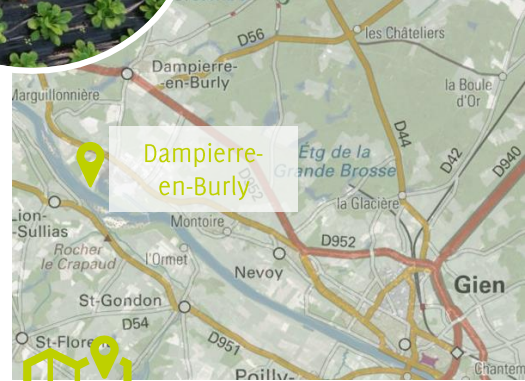 D56
les Châteliers
Dampierre-
-en-Burly
la Boule
d'Or
Marguillonnière
D44
D42
D940
Dampierre-
en-Burly
D952
Étg de la
Grande Brosse
la Glacière
Lion-
-Sullias
Montoire
D952
Rocher
le Crapaud
l'Ormet
Nevoy
Gien
St-Gondon
D54
St-Florent
D951
Poilly-
Chantem